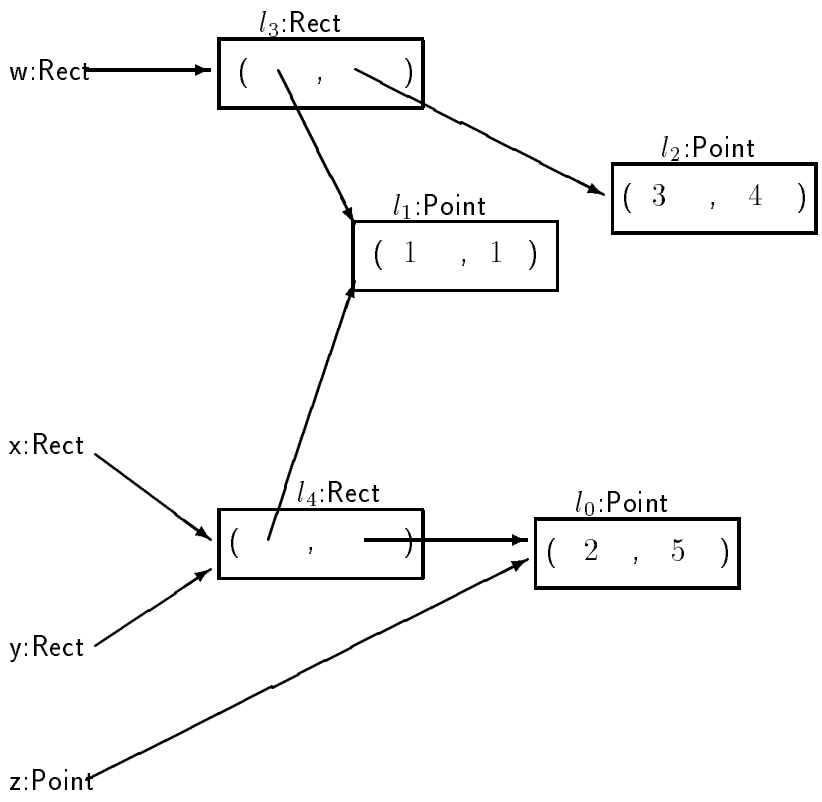 l₃:Rect
w:Rect ( , )
l₂:Point
( 3 , 4 )
l₁:Point
( 1 , 1 )
x:Rect
l₄:Rect
l₀:Point
( , )
( 2 , 5 )
y:Rect
z:Point